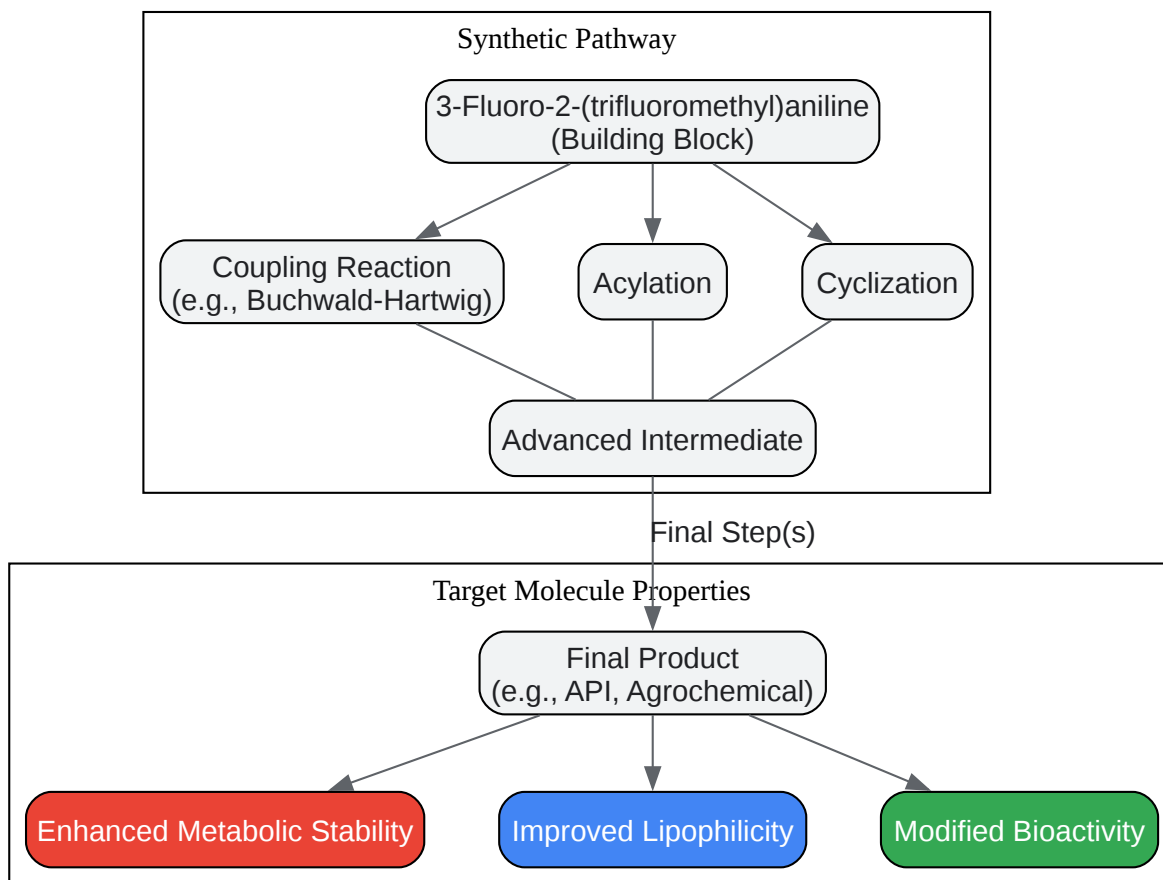 Synthetic Pathway
3-Fluoro-2-(trifluoromethyl)aniline
(Building Block)
Coupling Reaction
(e.g., Buchwald-Hartwig)
Acylation
Cyclization
Advanced Intermediate
Final Step(s)
Target Molecule Properties
Final Product
(e.g., API, Agrochemical)
Enhanced Metabolic Stability
Improved Lipophilicity
Modified Bioactivity